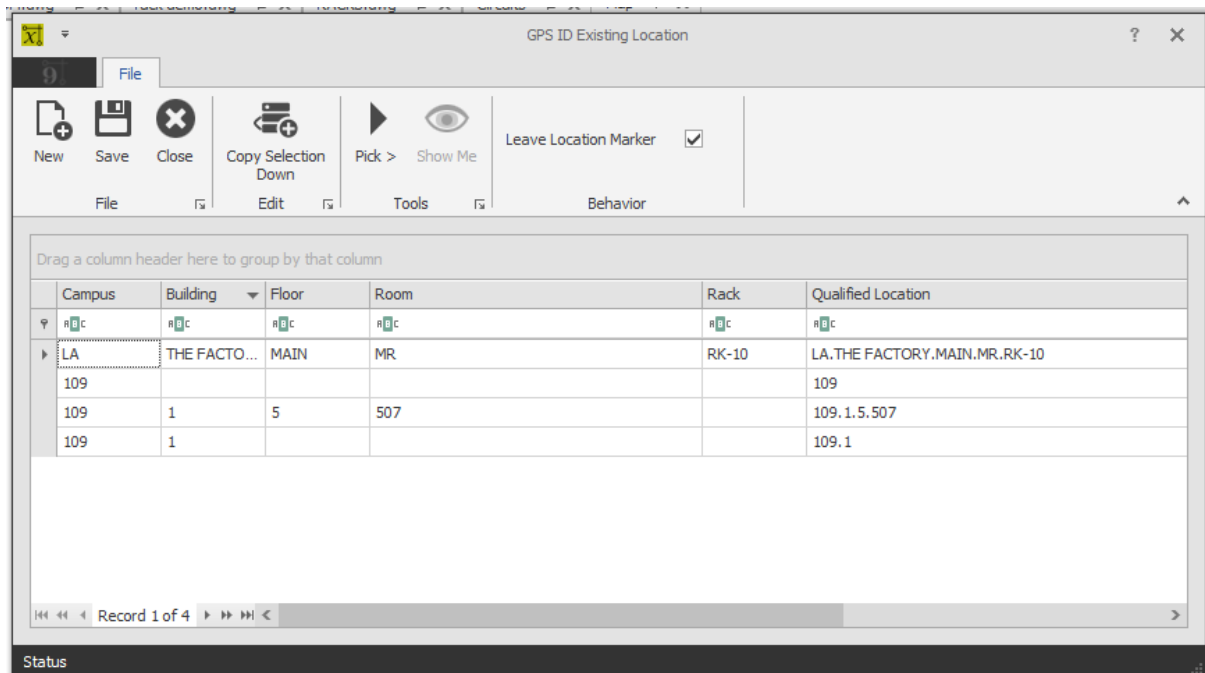 GPS ID Existing Location ?
File
New Save Close Copy Selection Down Pick > Show Me Leave Location Marker
File Edit Tools Behavior
Drag a column header here to group by that column
Campus Building Floor Room Rack Qualified Location
LA THE FACTO... MAIN MR RK-10 LA.THE FACTORY.MAIN.MR.RK-10
109 109
109 1 5 507 109.1.5.507
109 1 109.1
Record 1 of 4
Status